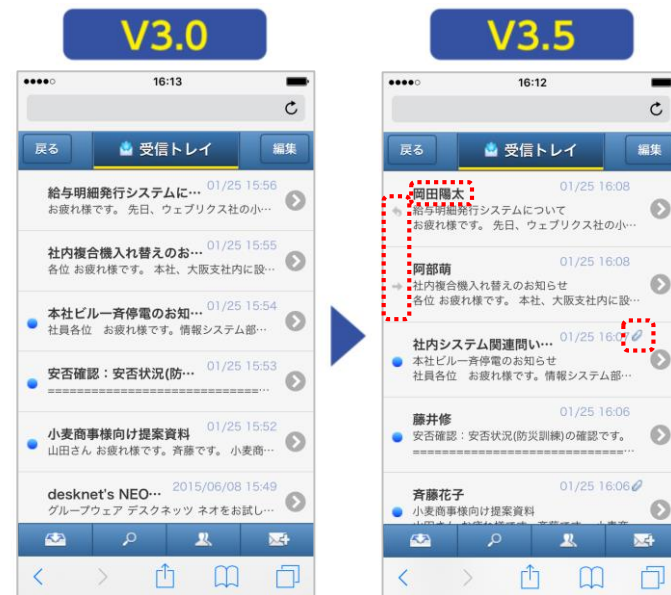 V3.0
16:13
戻る
受信トレイ
編集
給与明細発行システムに… 01/25 15:56
お疲れ様です。 先日、ウェブリクス社の小…
社内複合機入れ替えのお… 01/25 15:55
各位 お疲れ様です。 本社、大阪支社内に設…
本社ビル一斉停電のお知… 01/25 15:54
社員各位　お疲れ様です。情報システム部…
安否確認：安否状況(防… 01/25 15:53
==============================…
小麦商事様向け提案資料 01/25 15:52
山田さん お疲れ様です。斉藤です。 小麦商…
desknet's NEO… 2015/06/08 15:49
グループウェア デスクネッツ ネオをお試し…
V3.5
16:12
戻る
受信トレイ
編集
岡田陽太 01/25 16:08
給与明細発行システムについて
お疲れ様です。 先日、ウェブリクス社の小…
阿部萌 01/25 16:08
社内複合機入れ替えのお知らせ
各位 お疲れ様です。 本社、大阪支社内に設…
社内システム関連問い… 01/25 16:07
本社ビル一斉停電のお知らせ
社員各位　お疲れ様です。情報システム部…
藤井修 01/25 16:06
安否確認：安否状況(防災訓練)の確認です。
==============================…
斉藤花子 01/25 16:06
小麦商事様向け提案資料